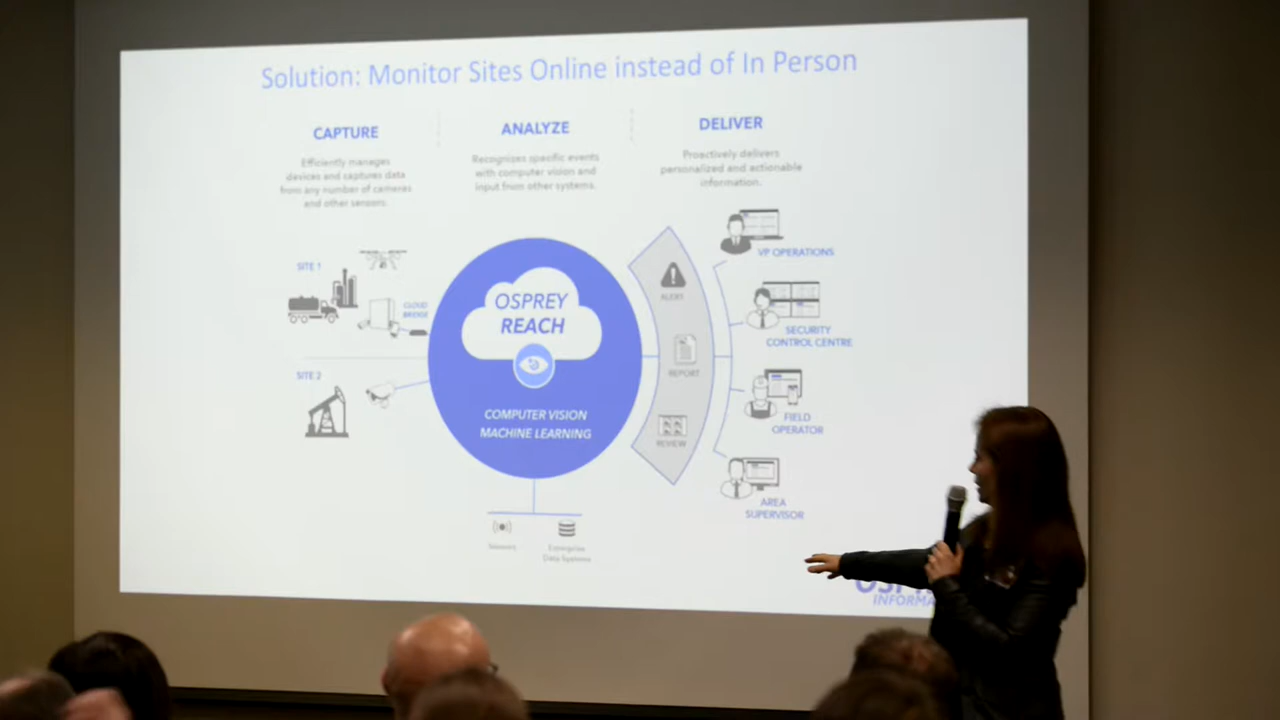 Solution: Monitor Sites Online instead of In Person
CAPTURE
Efficiently manages
devices and captures data
from any number of cameras
and other sensors.
ANALYZE
Recognizes specific events
with computer vision and
input from other systems.
DELIVER
Proactively delivers
personalized and actionable
information.
SITE 1
CLOUD
BRIDGE
SITE 2
OSPREY
REACH
COMPUTER VISION
MACHINE LEARNING
Sensors
Enterprise
Data Systems
ALERT
REPORT
REVIEW
VP OPERATIONS
SECURITY
CONTROL CENTRE
FIELD
OPERATOR
AREA
SUPERVISOR